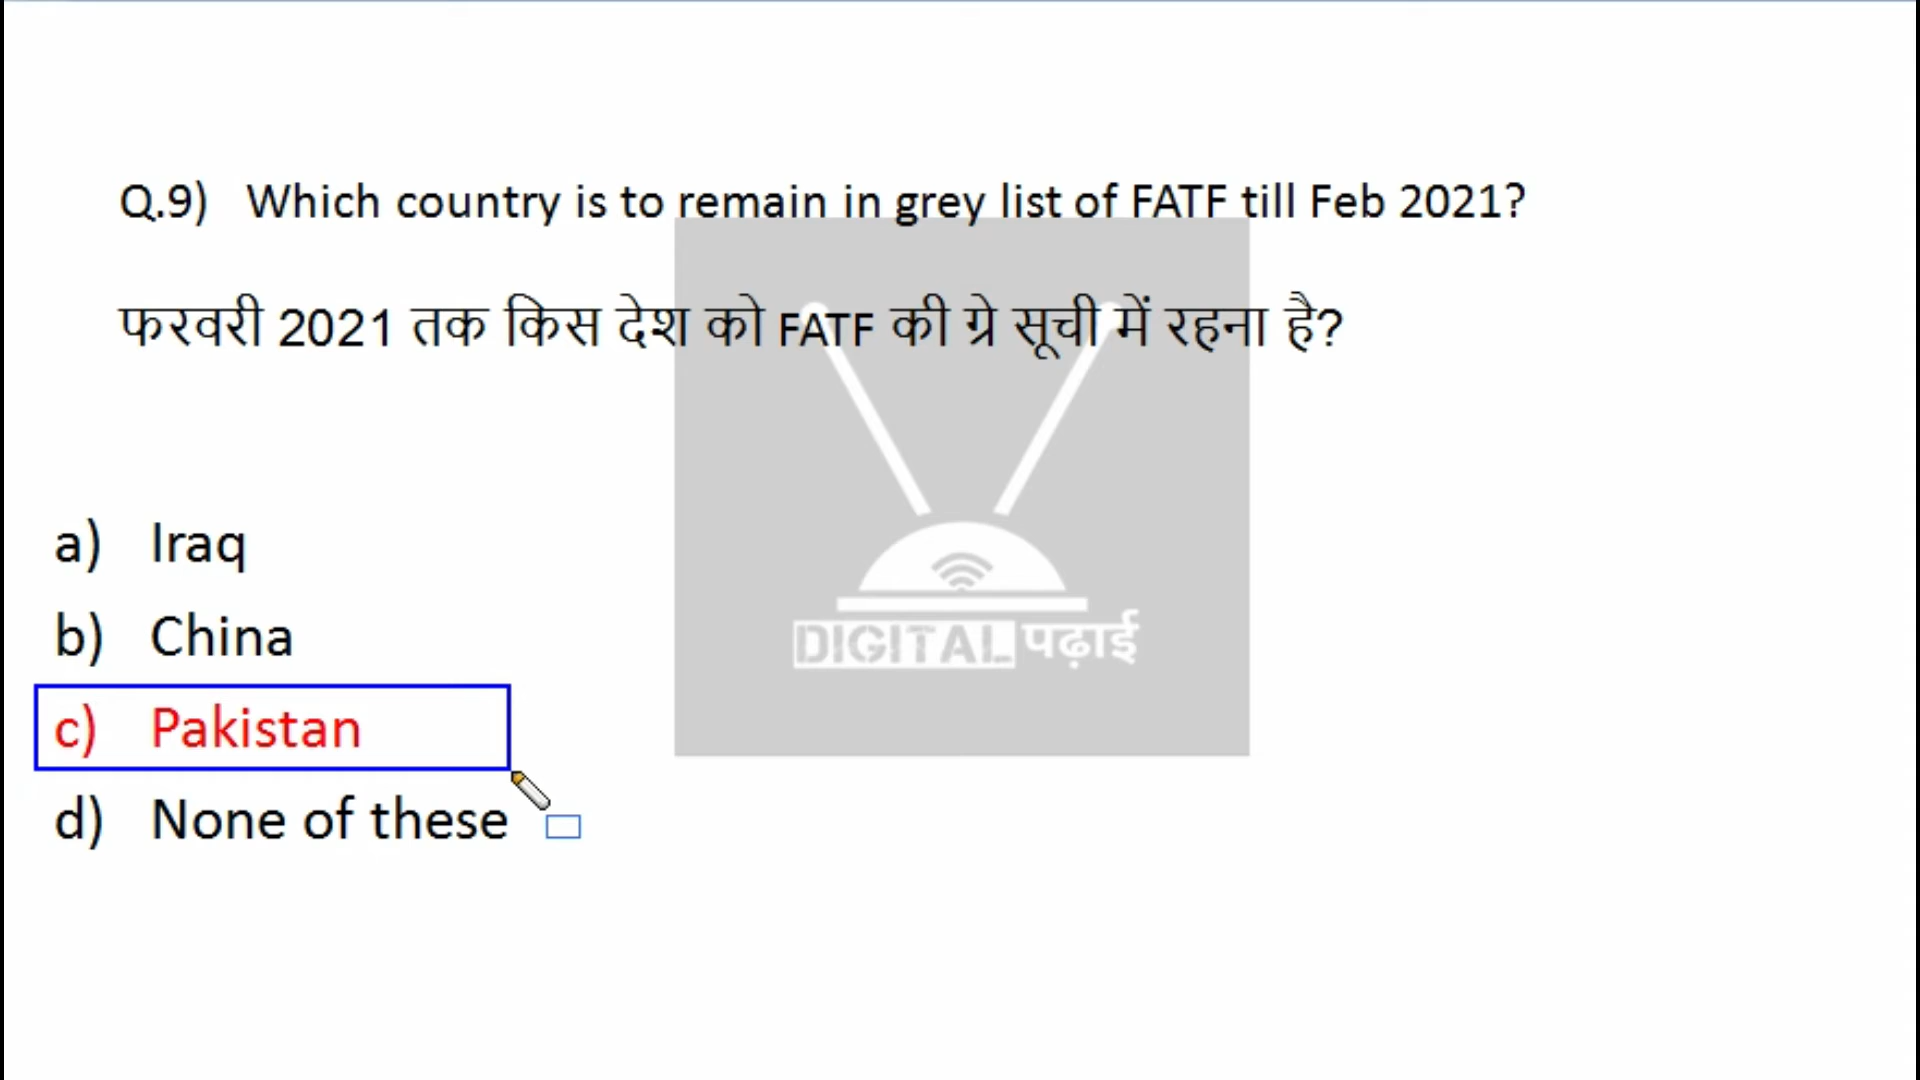 Q.9) Which country is to remain in grey list of FATF till Feb 2021?
फरवरी 2021 तक किस देश को FATF की ग्रे सूची में रहना है?
a) Iraq
b) China
c) Pakistan
d) None of these
DIGITAL पढ़ाई